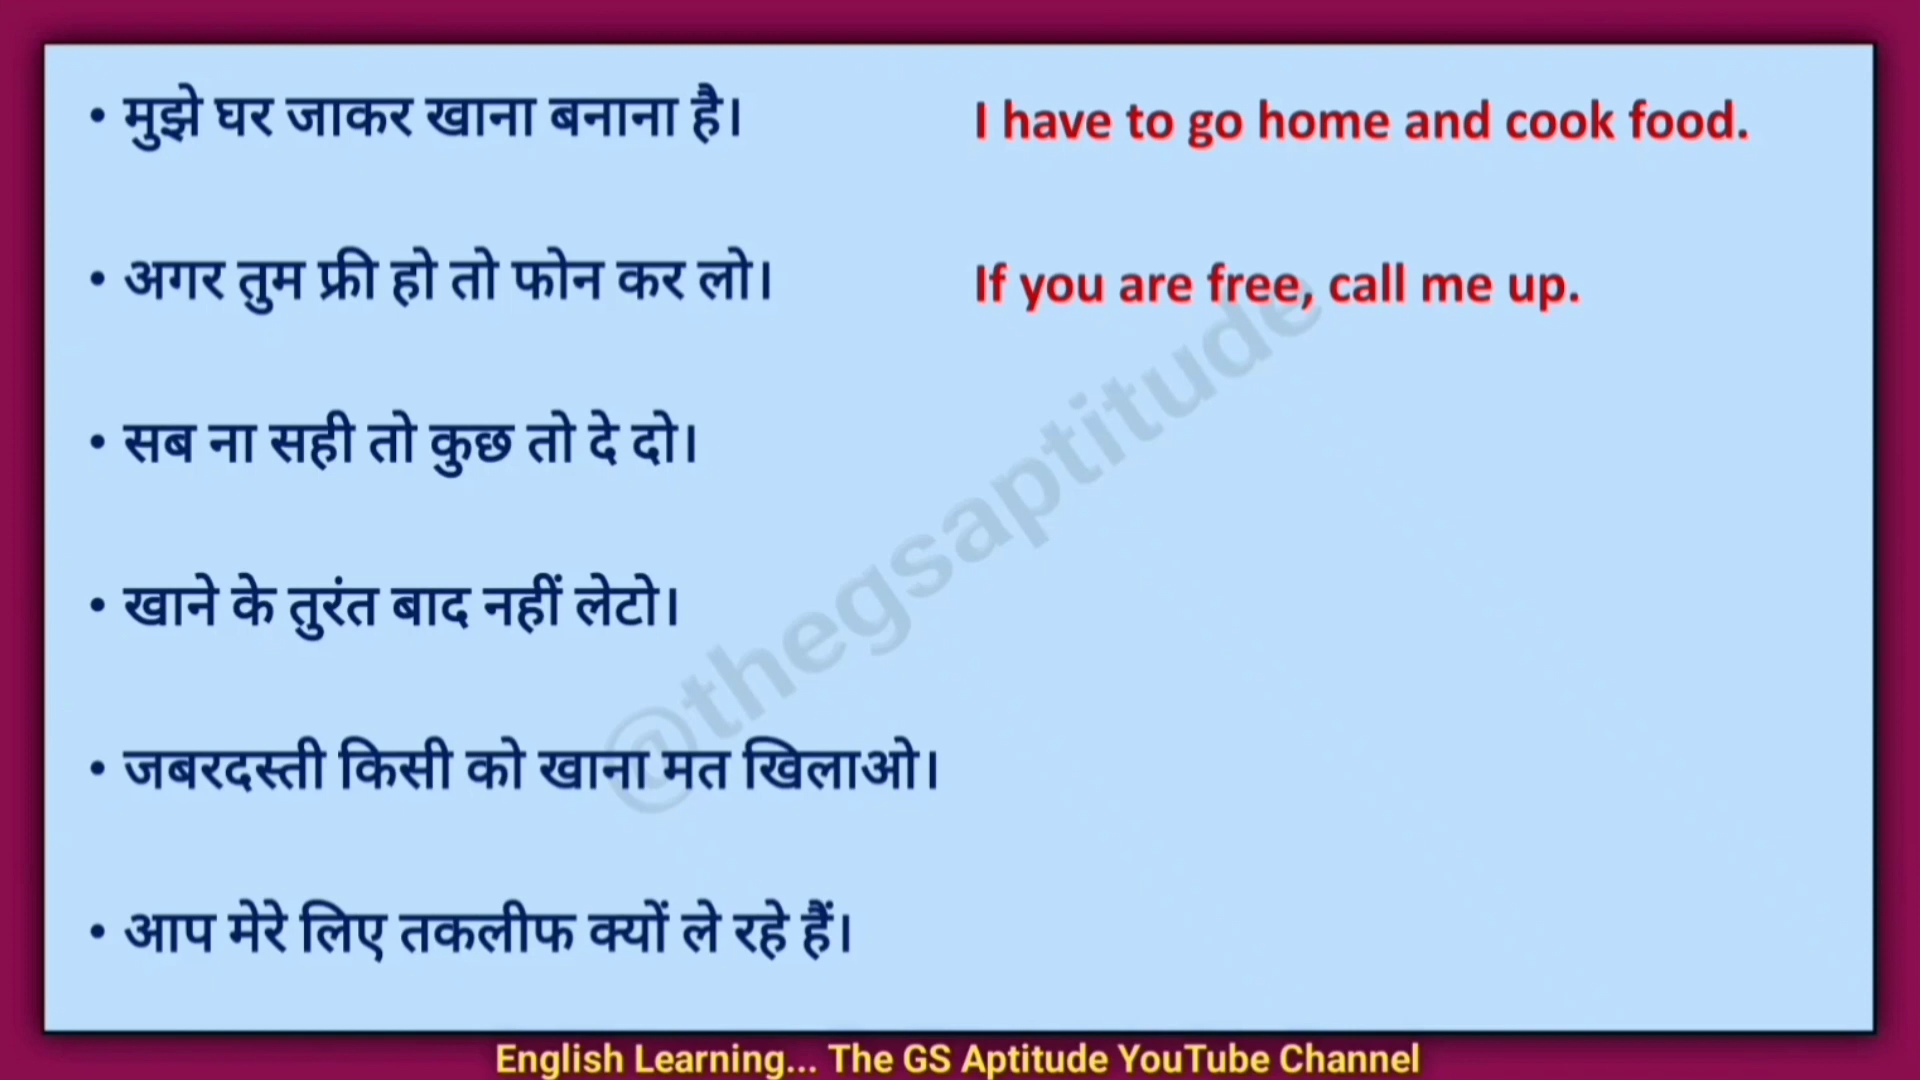 • मुझे घर जाकर खाना बनाना है। I have to go home and cook food.
• अगर तुम फ्री हो तो फोन कर लो। If you are free, call me up.
• सब ना सही तो कुछ तो दे दो।
• खाने के तुरंत बाद नहीं लेटो।
• जबरदस्ती किसी को खाना मत खिलाओ।
• आप मेरे लिए तकलीफ क्यों ले रहे हैं।
@thegsaptitude
English Learning... The GS Aptitude YouTube Channel